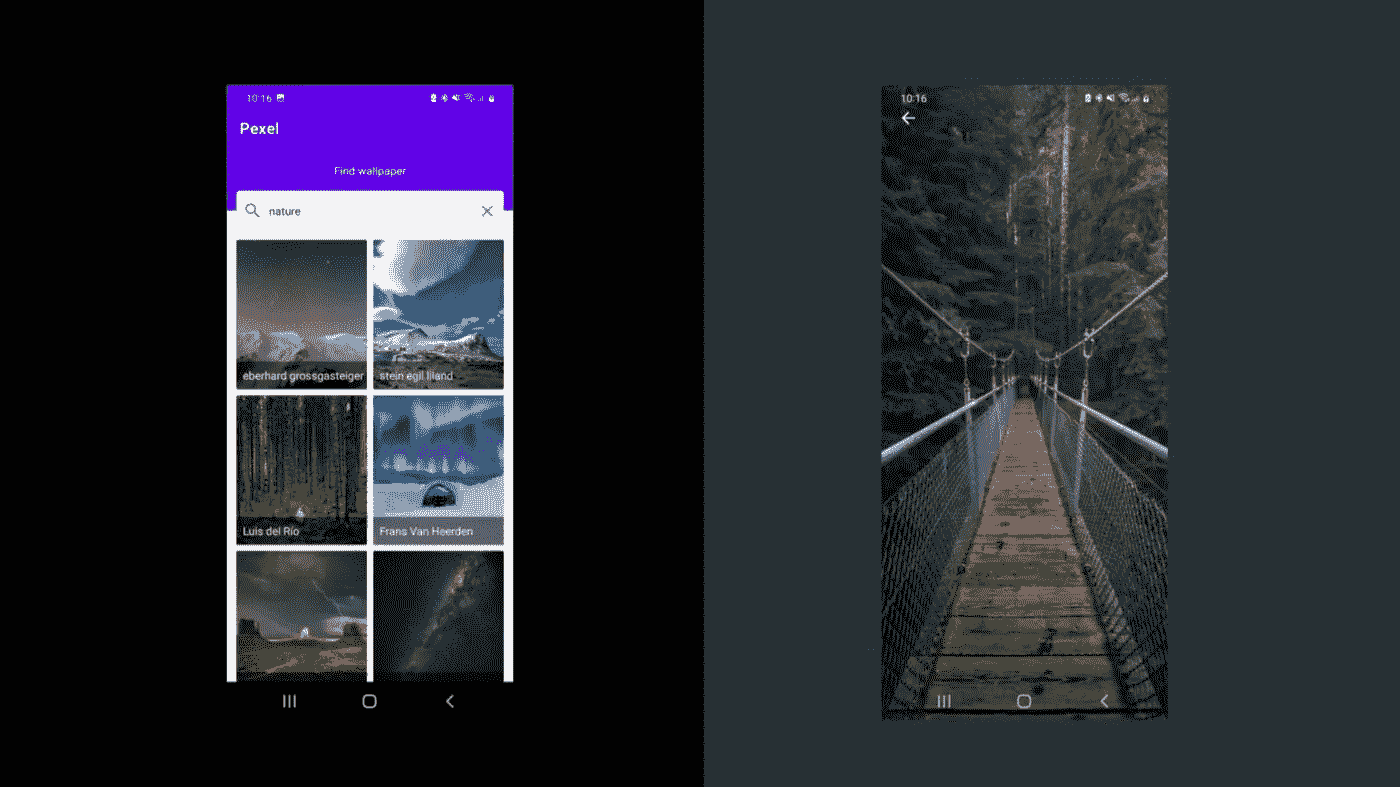 10:16
Pexel
Find wallpaper
nature
eberhard grossgasteiger
stein egil liland
Luis del Río
Frans Van Heerden
10:16